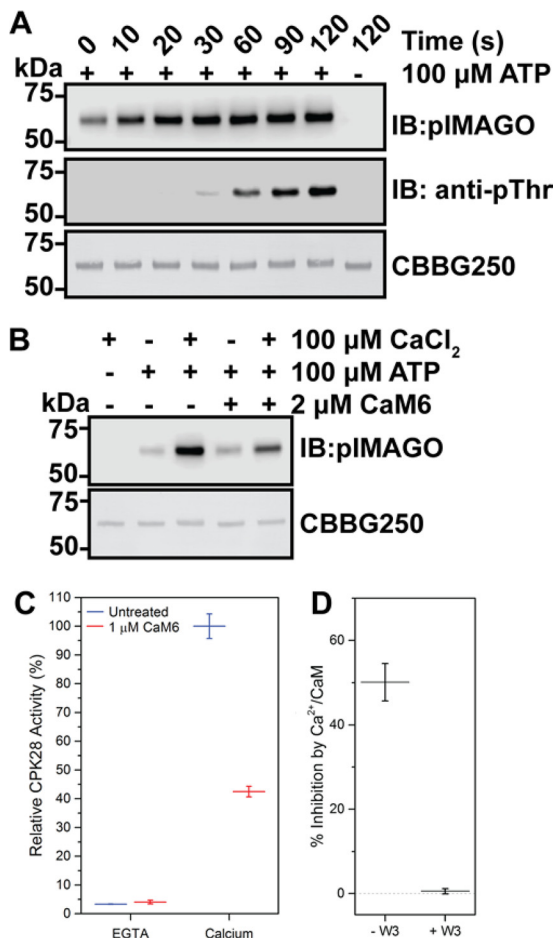 A
0 10 20 30 60 90 120 120 Time (s)
kDa + + + + + + + - 100 µM ATP
75
50
IB:pIMAGO
75
50
IB: anti-pThr
75
50
CBBG250
B
+ - + - + 100 µM CaCl₂
- + + + + 100 µM ATP
kDa - - - + + 2 µM CaM6
75
50
IB:pIMAGO
75
50
CBBG250
C
Untreated
1 µM CaM6
Relative CPK28 Activity (%)
110
100
90
80
70
60
50
40
30
20
10
0
EGTA Calcium
D
% Inhibition by Ca²⁺/CaM
60
40
20
0
- W3 + W3